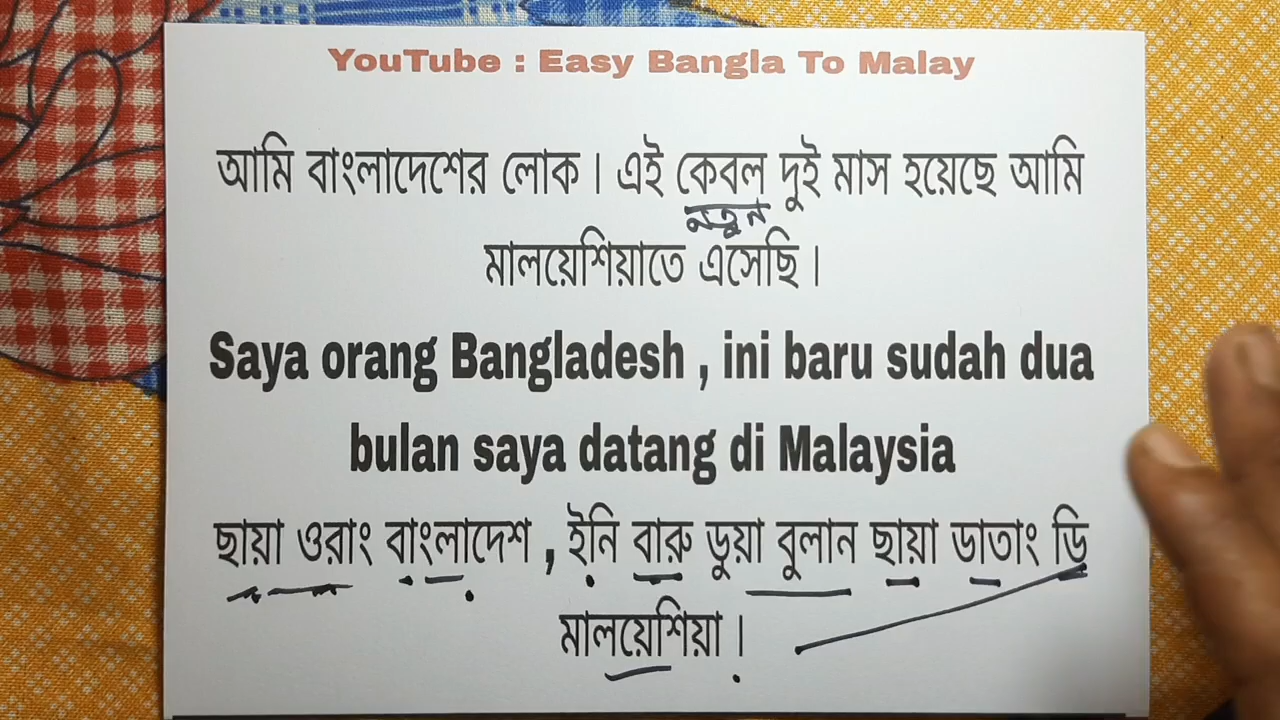 YouTube : Easy Bangla To Malay
আমি বাংলাদেশের লোক । এই কেবল দুই মাস হয়েছে আমি
নতুন
মালয়েশিয়াতে এসেছি ।
Saya orang Bangladesh , ini baru sudah dua
bulan saya datang di Malaysia
ছায়া ওরাং বাংলাদেশ , ইনি বারু ডুয়া বুলান ছায়া ডাতাং ডি
মালয়েশিয়া ।